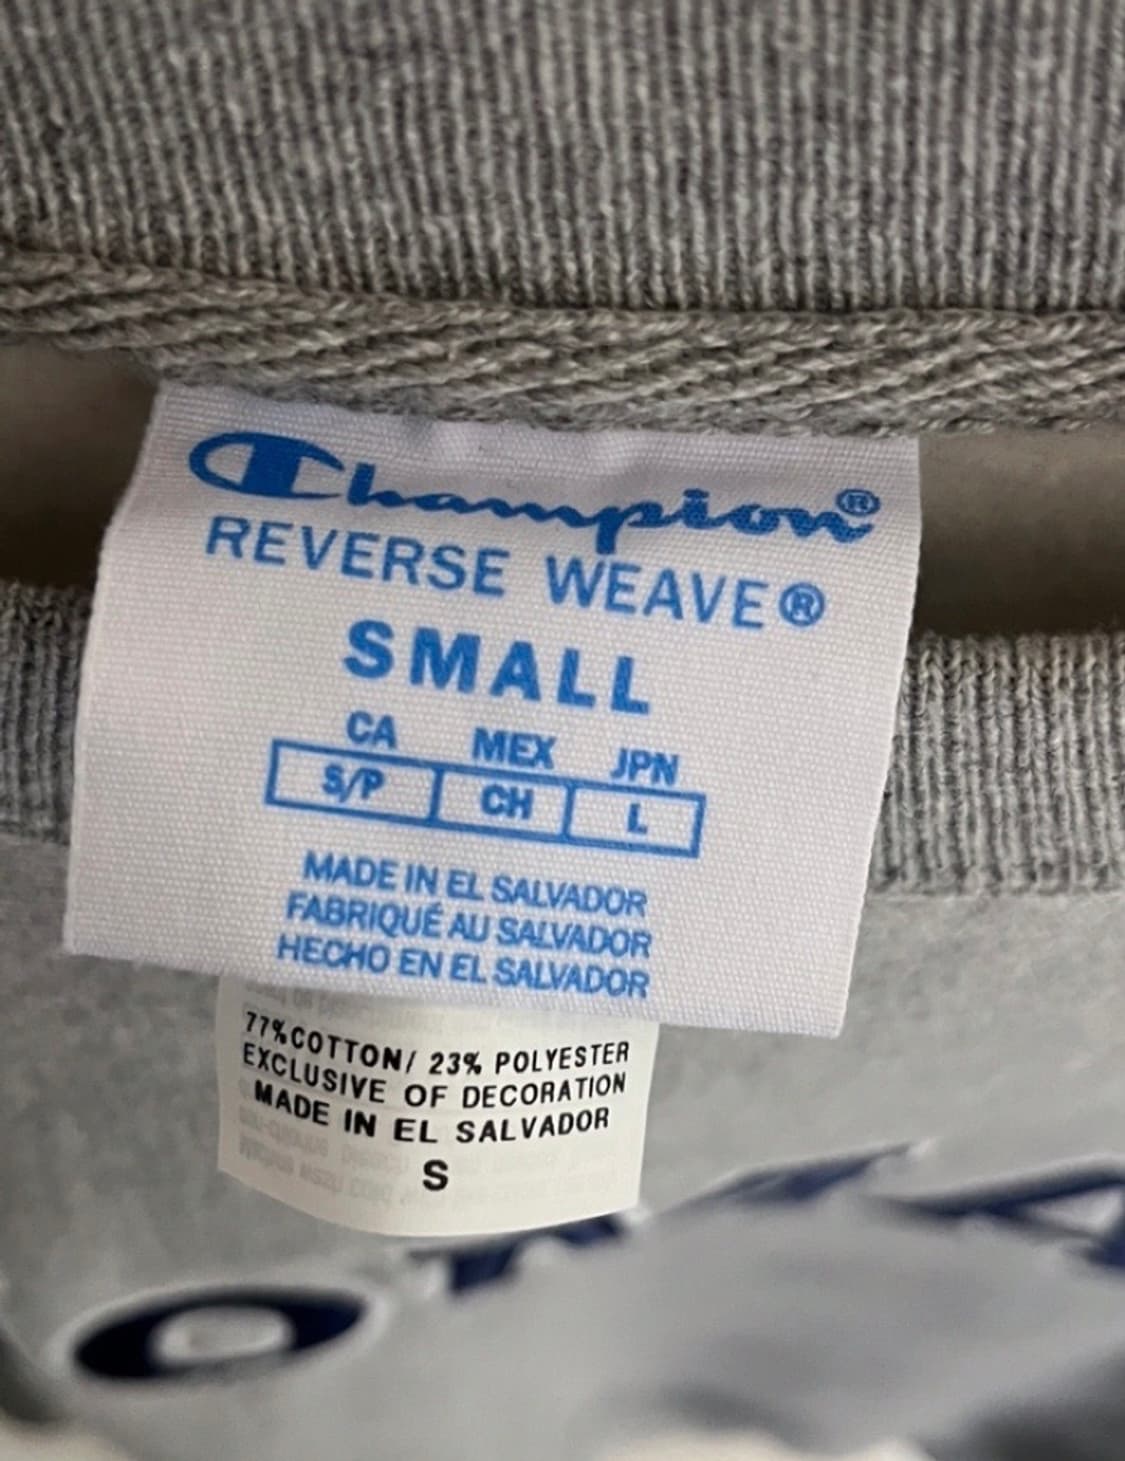 Champion®
REVERSE WEAVE®
SMALL
CA MEX JPN
S/P CH L
MADE IN EL SALVADOR
FABRIQUÉ AU SALVADOR
HECHO EN EL SALVADOR
77%COTTON/ 23% POLYESTER
EXCLUSIVE OF DECORATION
MADE IN EL SALVADOR
S